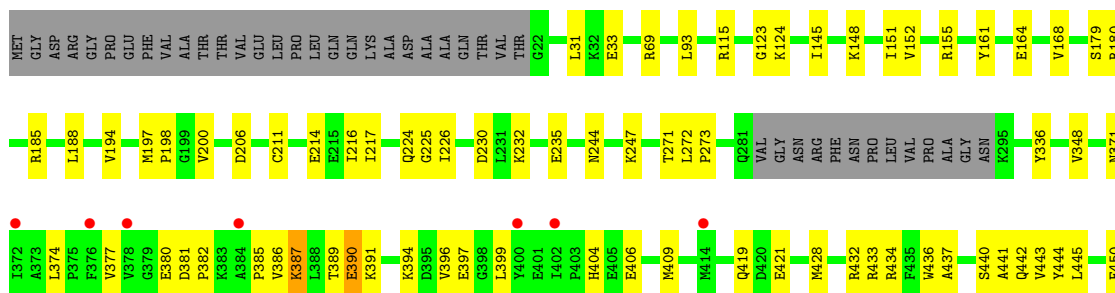 MET GLY ASP ARG GLY PRO GLU PHE VAL ALA THR THR VAL GLU LEU PRO LEU GLN GLN LYS ALA ASP ALA ALA GLN THR VAL THR G22 L31 K32 E33 R69 L93 R115 G123 K124 I145 K148 I151 V152 R155 Y161 E164 V168 S179
R185 L188 V194 M197 P198 G199 V200 D206 C211 E214 E215 I216 I217 Q224 G225 I226 D230 L231 K232 E235 N244 K247 T271 L272 P273 Q281 VAL GLY ASN ARG PHE ASN PRO LEU VAL PRO ALA GLY ASN K295 Y336 V348 N371
I372 A373 L374 P375 F376 V377 V378 G379 E380 D381 P382 K383 A384 P385 V386 K387 L388 T389 E390 K391 K394 D395 V396 E397 G398 L399 Y400 E401 I402 P403 H404 E405 E406 M409 M414 Q419 D420 E421 M428 R432 R433 R434 F435 W436 A437 S440 A441 Q442 V443 Y444 L445